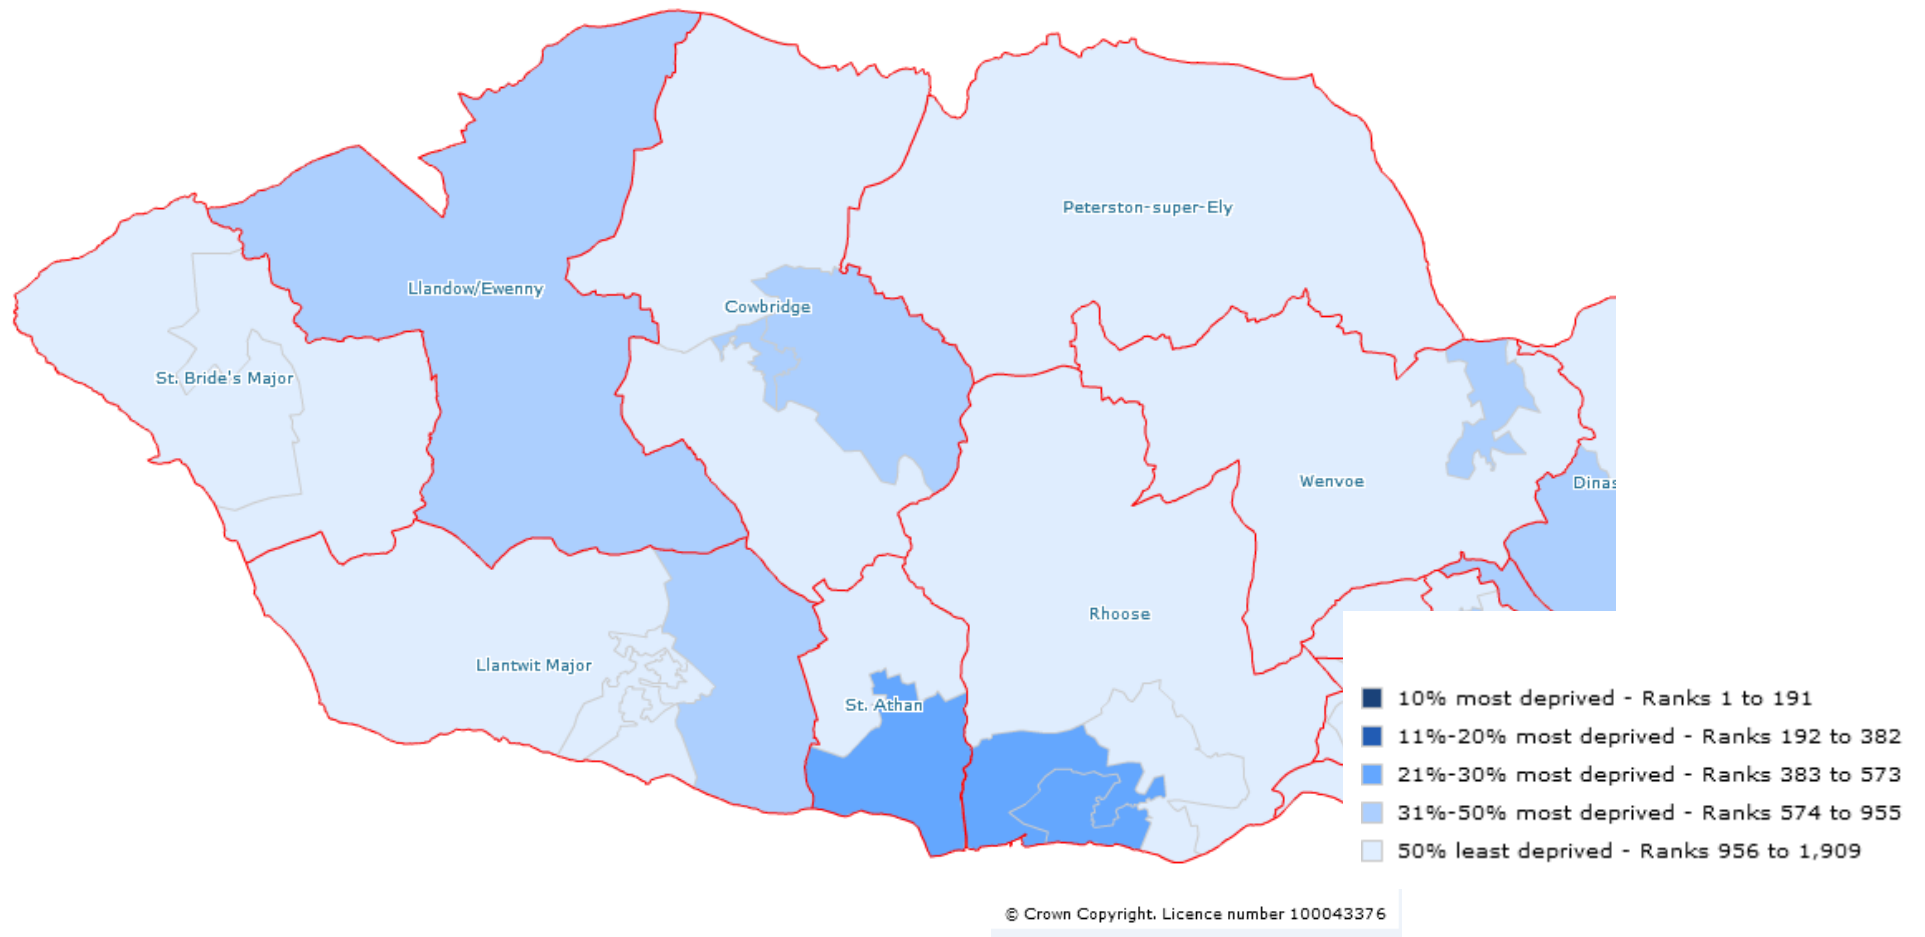 Peterston-super-Ely
Llandow/Ewenny
Cowbridge
St. Bride's Major
Wenvoe
Dinas
Rhoose
Llantwit Major
St. Athan
10% most deprived - Ranks 1 to 191
11%-20% most deprived - Ranks 192 to 382
21%-30% most deprived - Ranks 383 to 573
31%-50% most deprived - Ranks 574 to 955
50% least deprived - Ranks 956 to 1,909
© Crown Copyright. Licence number 100043376